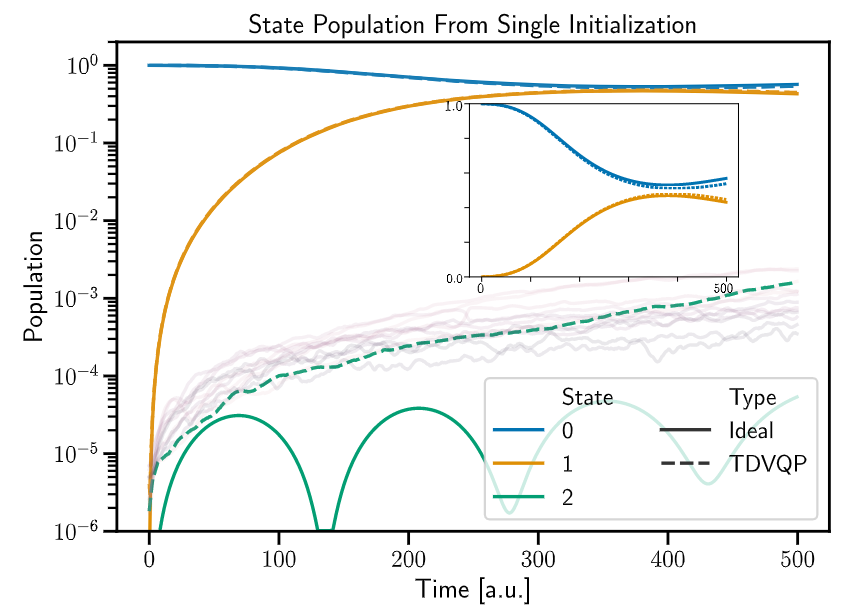 State Population From Single Initialization
Population
10^0
10^−1
10^−2
10^−3
10^−4
10^−5
10^−6
1.0
0.0
0 500
State Type
0 Ideal
1 TDVQP
2
0 100 200 300 400 500
Time [a.u.]